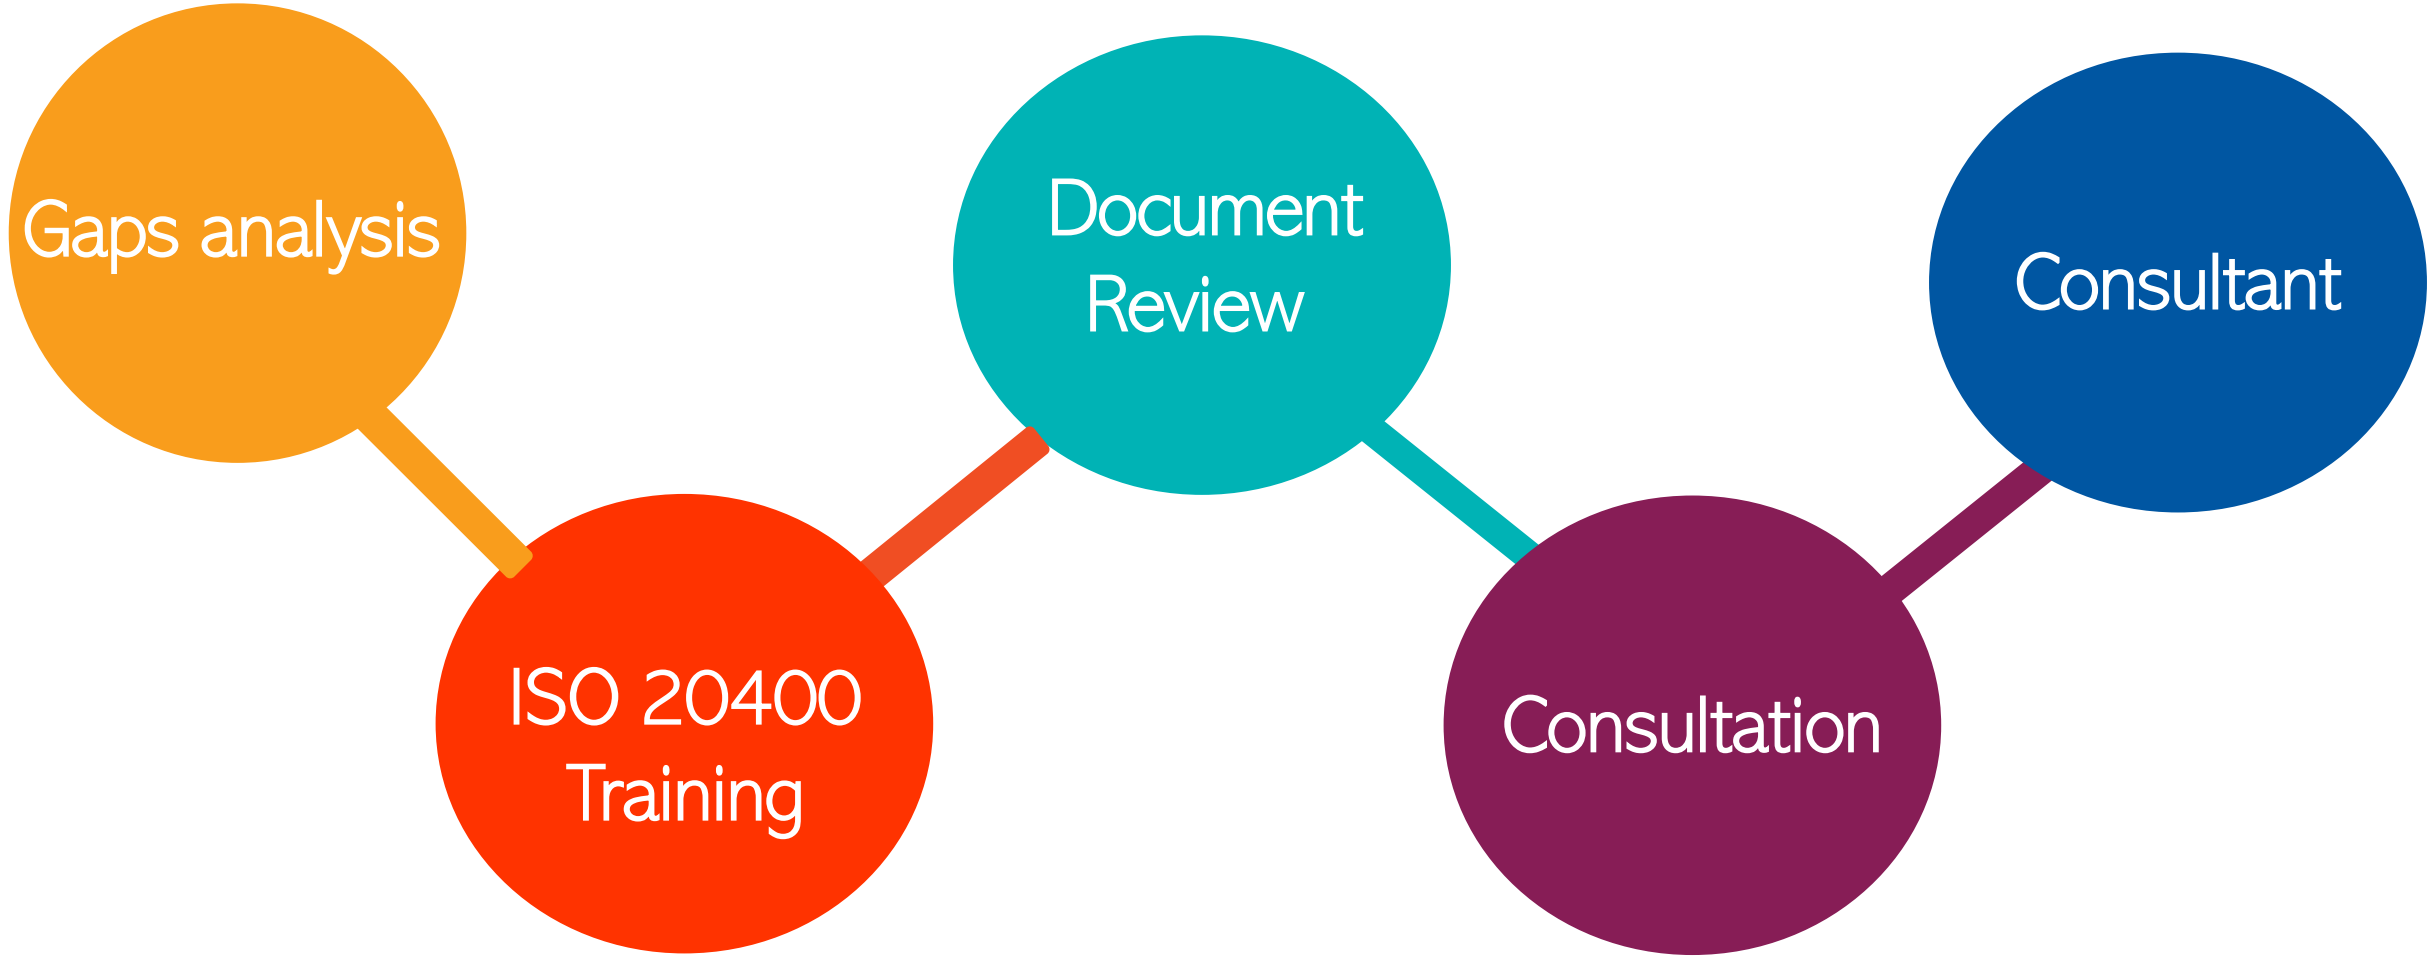 Gaps analysis
ISO 20400
Training
Document
Review
Consultation
Consultant